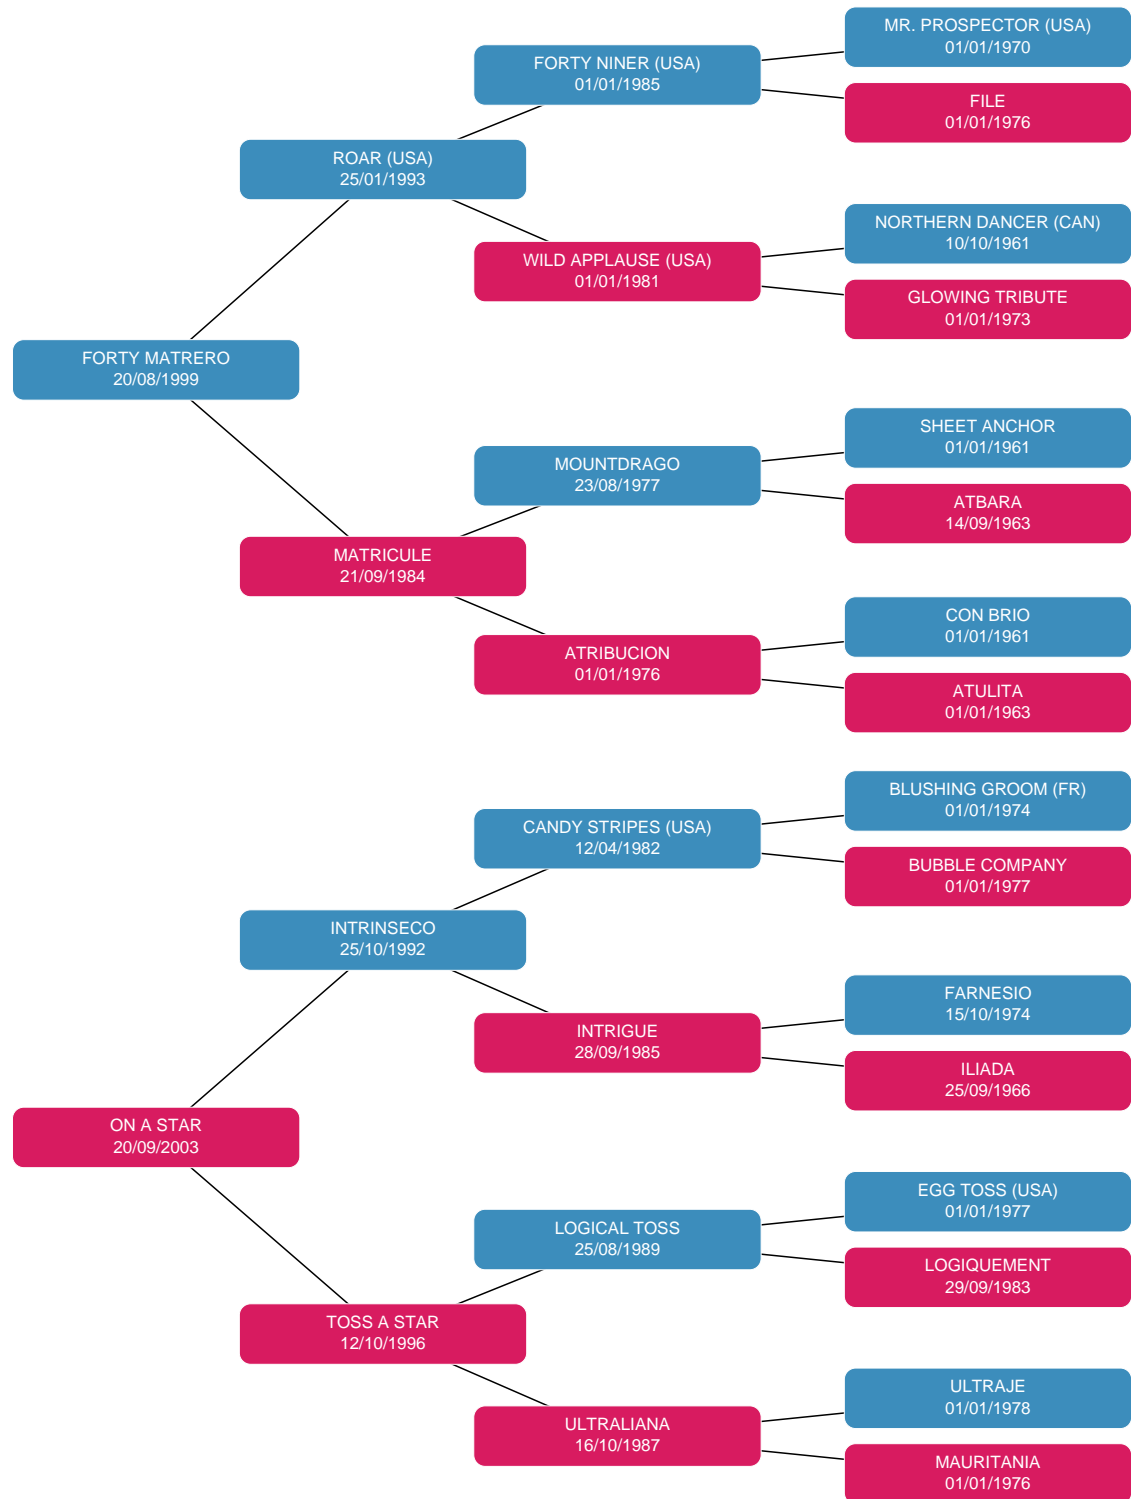 MR. PROSPECTOR (USA)
01/01/1970
FORTY NINER (USA)
01/01/1985
FILE
01/01/1976
ROAR (USA)
25/01/1993
NORTHERN DANCER (CAN)
10/10/1961
WILD APPLAUSE (USA)
01/01/1981
GLOWING TRIBUTE
01/01/1973
FORTY MATRERO
20/08/1999
SHEET ANCHOR
01/01/1961
MOUNTDRAGO
23/08/1977
ATBARA
14/09/1963
MATRICULE
21/09/1984
CON BRIO
01/01/1961
ATRIBUCION
01/01/1976
ATULITA
01/01/1963
BLUSHING GROOM (FR)
01/01/1974
CANDY STRIPES (USA)
12/04/1982
BUBBLE COMPANY
01/01/1977
INTRINSECO
25/10/1992
FARNESIO
15/10/1974
INTRIGUE
28/09/1985
ILIADA
25/09/1966
ON A STAR
20/09/2003
EGG TOSS (USA)
01/01/1977
LOGICAL TOSS
25/08/1989
LOGIQUEMENT
29/09/1983
TOSS A STAR
12/10/1996
ULTRAJE
01/01/1978
ULTRALIANA
16/10/1987
MAURITANIA
01/01/1976